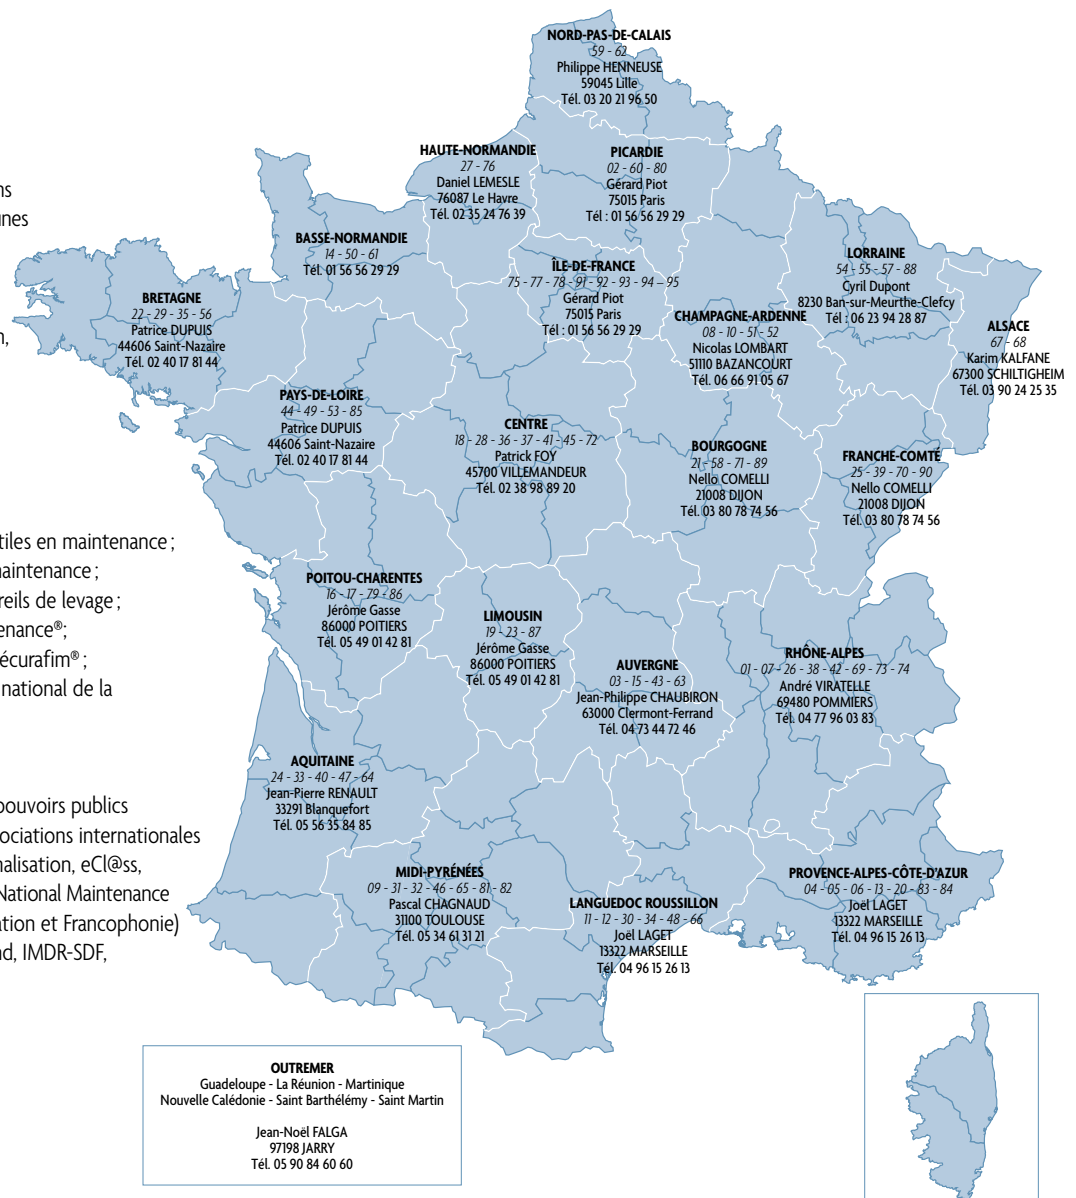 NORD-PAS-DE-CALAIS
59 - 62
Philippe HENNEUSE
59045 Lille
Tél. 03 20 21 96 50
HAUTE-NORMANDIE
27 - 76
Daniel LEMESLE
76087 Le Havre
Tél. 02 35 24 76 39
PICARDIE
02 - 60 - 80
Gérard Piot
75015 Paris
Tél : 01 56 56 29 29
BASSE-NORMANDIE
14 - 50 - 61
Tél. 01 56 56 29 29
ÎLE-DE-FRANCE
75 - 77 - 78 - 91 - 92 - 93 - 94 – 95
Gérard Piot
75015 Paris
Tél : 01 56 56 29 29
LORRAINE
54 - 55 - 57 - 88
Cyril Dupont
8230 Ban-sur-Meurthe-Clefcy
Tél : 06 23 94 28 87
BRETAGNE
22 - 29 - 35 - 56
Patrice DUPUIS
44606 Saint-Nazaire
Tél. 02 40 17 81 44
CHAMPAGNE-ARDENNE
08 - 10 - 51 - 52
Nicolas LOMBART
51110 BAZANCOURT
Tél. 06 66 91 05 67
ALSACE
67 - 68
Karim KALFANE
67300 SCHILTIGHEIM
Tél. 03 90 24 25 35
PAYS-DE-LOIRE
44 - 49 - 53 - 85
Patrice DUPUIS
44606 Saint-Nazaire
Tél. 02 40 17 81 44
CENTRE
18 - 28 - 36 - 37 - 41 - 45 - 72
Patrick FOY
45700 VILLEMANDEUR
Tél. 02 38 98 89 20
BOURGOGNE
21 - 58 - 71 - 89
Nello COMELLI
21008 DIJON
Tél. 03 80 78 74 56
FRANCHE-COMTÉ
25 - 39 - 70 - 90
Nello COMELLI
21008 DIJON
Tél. 03 80 78 74 56
tiles en maintenance ;
naintenance ;
reils de levage ;
enance® ;
écurafim® ;
national de la
POITOU-CHARENTES
16 - 17 - 79 - 86
Jérôme Gasse
86000 POITIERS
Tél. 05 49 01 42 81
LIMOUSIN
19 - 23 - 87
Jérôme Gasse
86000 POITIERS
Tél. 05 49 01 42 81
AUVERGNE
03 - 15 - 43 - 63
Jean-Philippe CHAUBIRON
63000 Clermont-Ferrand
Tél. 04 73 44 72 46
RHÔNE-ALPES
01 - 07 - 26 - 38 - 42 - 69 - 73 - 74
André VIRATELLE
69480 POMMIERS
Tél. 04 77 96 03 83
AQUITAINE
24 - 33 - 40 - 47 - 64
Jean-Pierre RENAULT
33291 Blanquefort
Tél. 05 56 35 84 85
pouvoirs publics
ociations internationales
nalisation, eCl@ss,
National Maintenance
ation et Francophonie)
nd, IMDR-SDF,
MIDI-PYRÉNÉES
09 - 31 - 32 - 46 - 65 - 81 - 82
Pascal CHAGNAUD
31100 TOULOUSE
Tél. 05 34 61 31 21
LANGUEDOC ROUSSILLON
11 - 12 - 30 - 34 - 48 - 66
Joël LAGET
13322 MARSEILLE
Tél. 04 96 15 26 13
PROVENCE-ALPES-CÔTE-D'AZUR
04 - 05 - 06 - 13 - 20 - 83 - 84
Joël LAGET
13322 MARSEILLE
Tél. 04 96 15 26 13
OUTREMER
Guadeloupe - La Réunion - Martinique
Nouvelle Calédonie - Saint Barthélémy - Saint Martin
Jean-Noël FALGA
97198 JARRY
Tél. 05 90 84 60 60